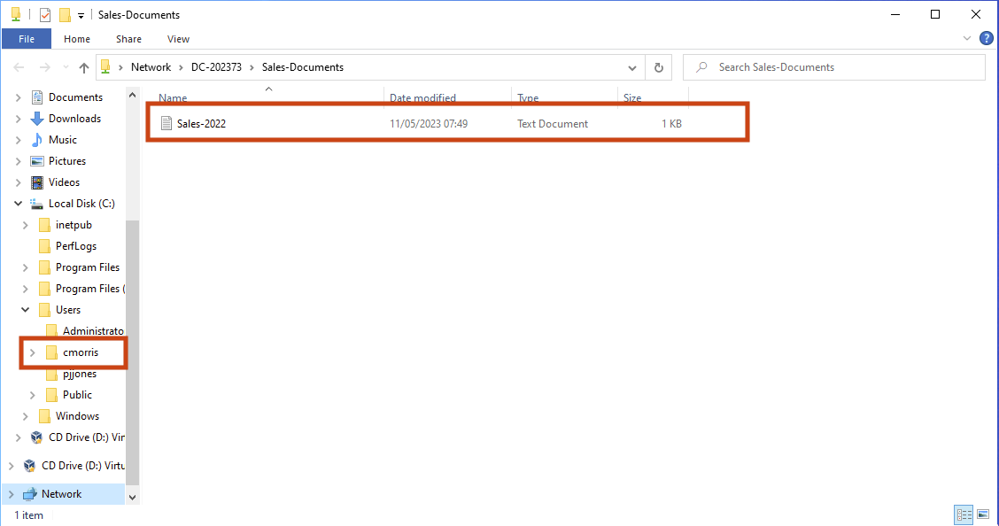 Sales-Documents
File Home Share View
Network DC-202373 Sales-Documents Search Sales-Documents
Name Date modified Type Size
Sales-2022 11/05/2023 07:49 Text Document 1 KB
Documents
Downloads
Music
Pictures
Videos
Local Disk (C:)
inetpub
PerfLogs
Program Files
Program Files (
Users
Administrato
cmorris
pjjones
Public
Windows
CD Drive (D:) Vir
CD Drive (D:) Virtu
Network
1 item